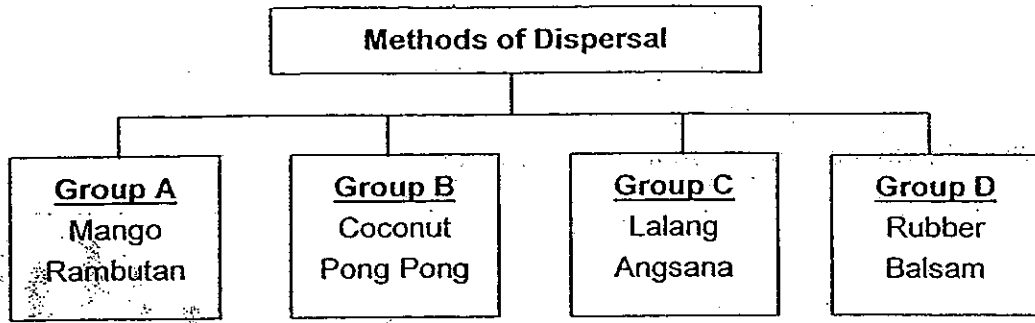 Methods of Dispersal
Group A
Mango
Rambutan
Group B
Coconut
Pong Pong
Group C
Lalang
Angsana
Group D
Rubber
Balsam